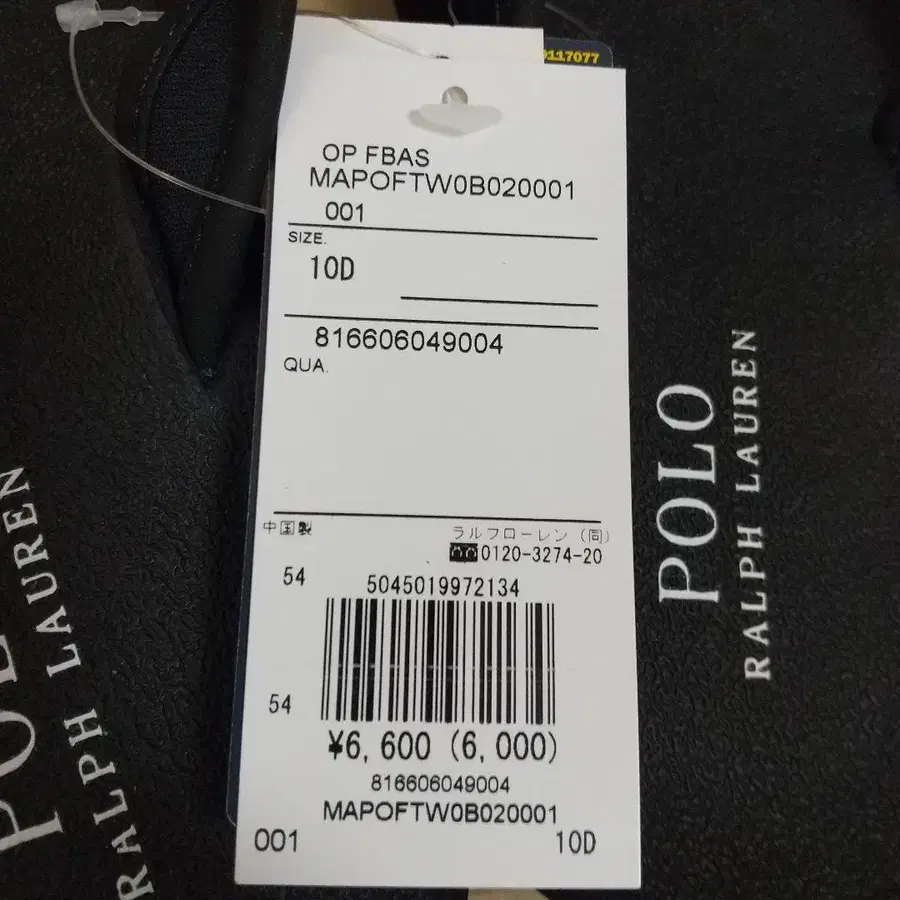 9117077
OP FBAS
MAPOFTW0B020001
001
SIZE.
10D
816606049004
QUA.
中国製
ラルフローレン（同）
0120-3274-20
54
5045019972134
54
¥6,600 (6,000)
816606049004
MAPOFTW0B020001
001
10D
POLO
RALPH LAUREN
POLO
RALPH LAUREN